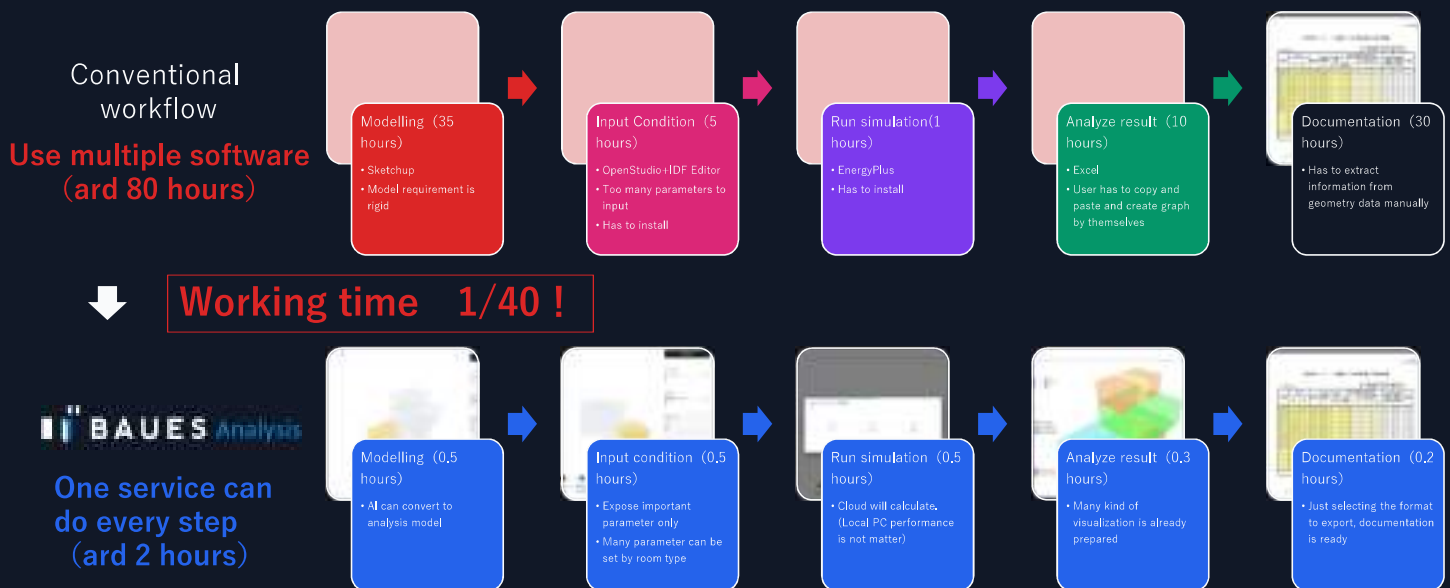 Conventional
workflow
Use multiple software
(ard 80 hours)
Modelling (35
hours)
• Sketchup
• Model requirement is
rigid
Input Condition (5
hours)
• OpenStudio+IDF Editor
• Too many parameters to
input
• Has to install
Run simulation(1
hours)
• EnergyPlus
• Has to install
Analyze result (10
hours)
• Excel
• User has to copy and
paste and create graph
by themselves
Documentation (30
hours)
• Has to extract
information from
geometry data manually
Working time 1/40 !
BAUES Analysis
One service can
do every step
(ard 2 hours)
Modelling (0.5
hours)
• AI can convert to
analysis model
Input condition (0.5
hours)
• Expose important
parameter only
• Many parameter can be
set by room type
Run simulation (0.5
hours)
• Cloud will calculate.
(Local PC performance
is not matter)
Analyze result (0.3
hours)
• Many kind of
visualization is already
prepared
Documentation (0.2
hours)
• Just selecting the format
to export, documentation
is ready